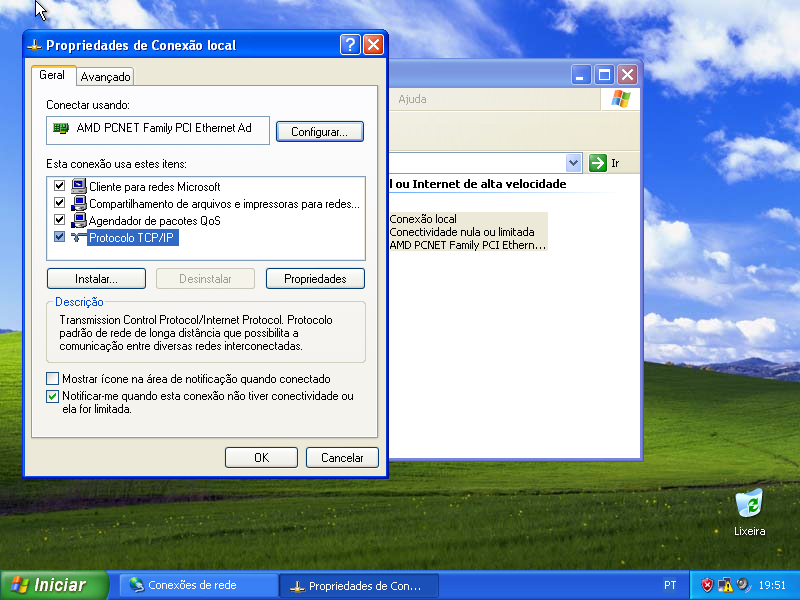 Propriedades de Conexão local
Geral
Avançado
Conectar usando:
AMD PCNET Family PCI Ethernet Ad
Configurar...
Esta conexão usa estes itens:
Cliente para redes Microsoft
Compartilhamento de arquivos e impressoras para redes...
Agendador de pacotes QoS
Protocolo TCP/IP
Instalar...
Desinstalar
Propriedades
Descrição
Transmission Control Protocol/Internet Protocol. Protocolo
padrão de rede de longa distância que possibilita a
comunicação entre diversas redes interconectadas.
Mostrar ícone na área de notificação quando conectado
Notificar-me quando esta conexão não tiver conectividade ou
ela for limitada.
OK
Cancelar
Ajuda
Ir
l ou Internet de alta velocidade
Conexão local
Conectividade nula ou limitada
AMD PCNET Family PCI Ethern...
Lixeira
Iniciar
Conexões de rede
Propriedades de Con...
PT
19:51